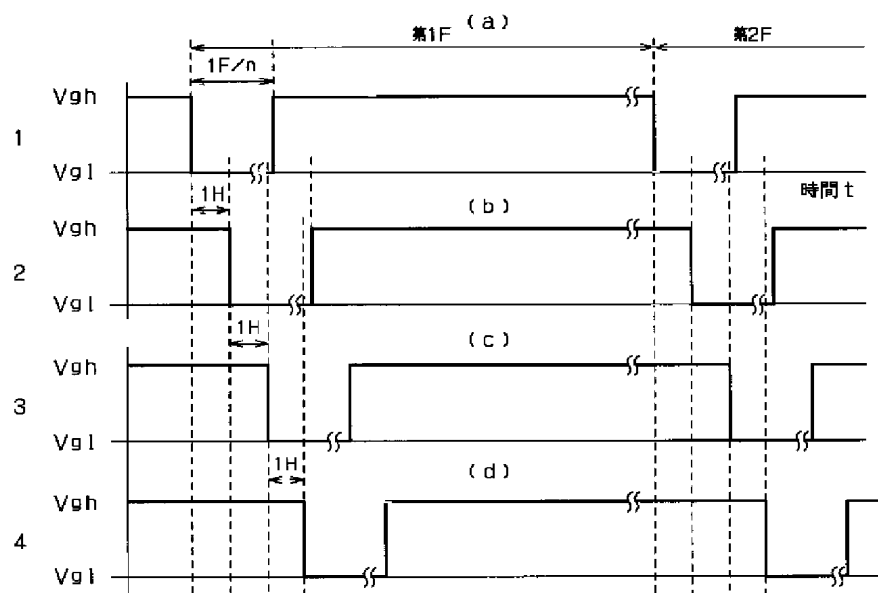 (a)
第1F 第2F
1F/n
1 Vgh
Vgl
1H 時間t
(b)
2 Vgh
Vgl
1H
(c)
3 Vgh
Vgl
1H
(d)
4 Vgh
Vgl